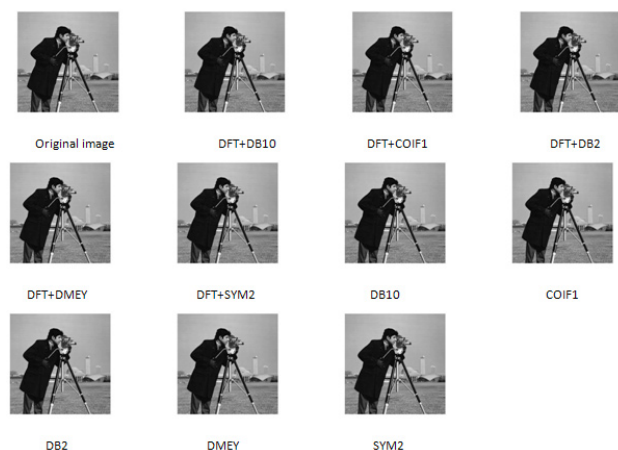 Original image DFT+DB10 DFT+COIF1 DFT+DB2
DFT+DMEY DFT+SYM2 DB10 COIF1
DB2 DMEY SYM2